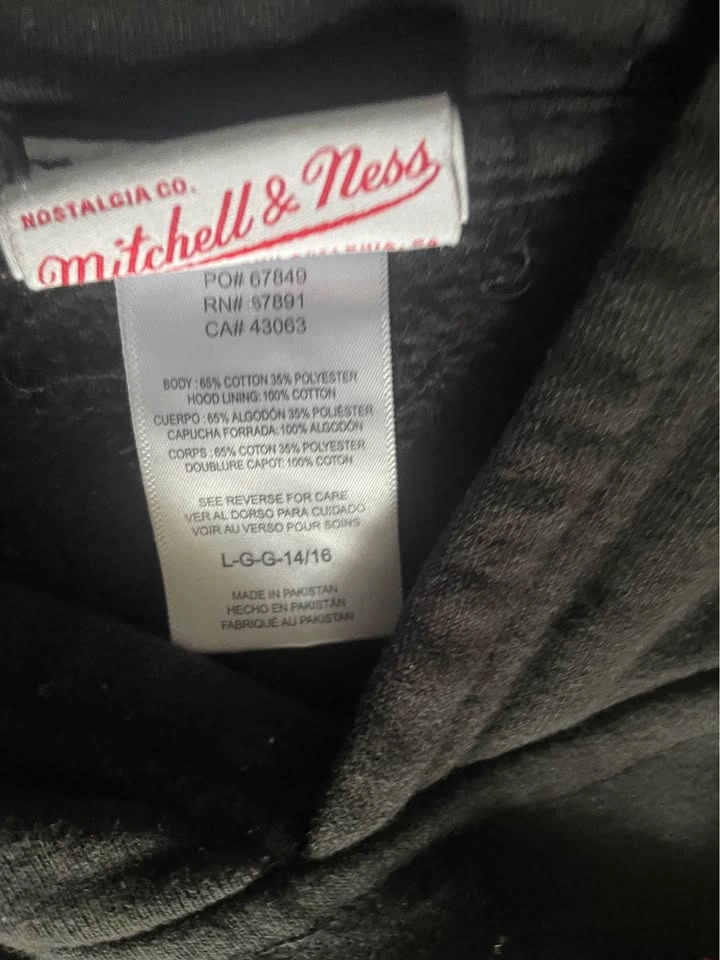 NOSTALGIA CO.
Mitchell & Ness
PO# 67849
RN# 87891
CA# 43063
BODY : 65% COTTON 35% POLYESTER
HOOD LINING: 100% COTTON
CUERPO : 65% ALGODÓN 35% POLIÉSTER
CAPUCHA FORRADA: 100% ALGODÓN
CORPS : 65% COTON 35% POLYESTER
DOUBLURE CAPOT: 100% COTON
SEE REVERSE FOR CARE
VER AL DORSO PARA CUIDADO
VOIR AU VERSO POUR SOINS
L-G-G-14/16
MADE IN PAKISTAN
HECHO EN PAKISTÁN
FABRIQUÉ AU PAKISTAN